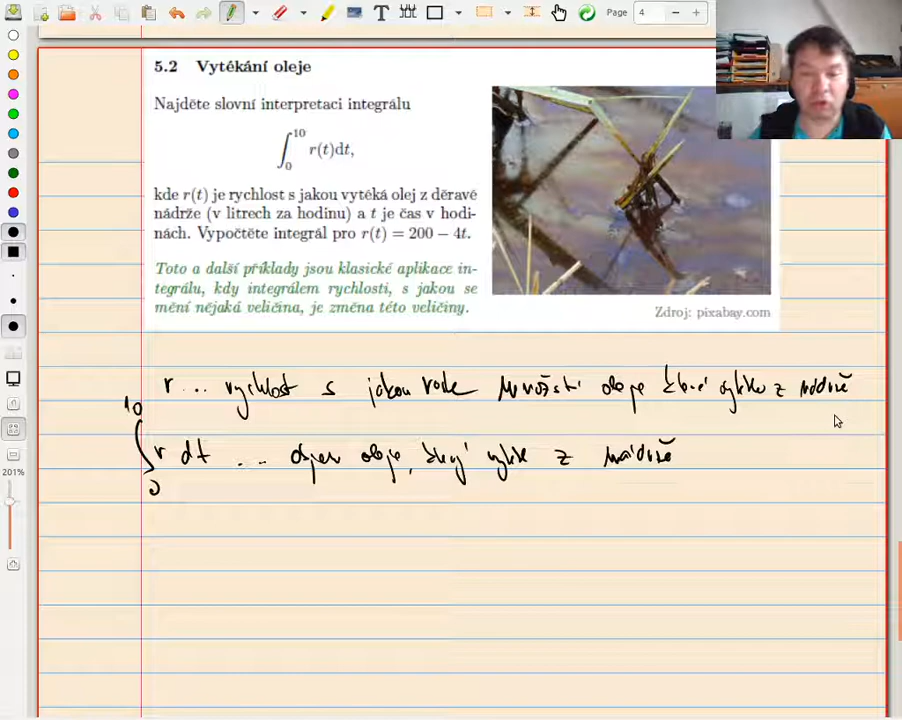 Page 4
5.2 Vytékání oleje
Najděte slovní interpretaci integrálu
∫₀¹⁰ r(t)dt,
kde r(t) je rychlost s jakou vytéká olej z děravé
nádrže (v litrech za hodinu) a t je čas v hodi-
nách. Vypočtěte integrál pro r(t) = 200 − 4t.
Toto a další příklady jsou klasické aplikace in-
tegrálu, kdy integrálem rychlosti, s jakou se
mění nějaká veličina, je změna této veličiny.
Zdroj: pixabay.com
201%
r ... rychlost s jakou roste množství oleje z nádrže
∫₀¹⁰ r dt ... objem oleje, který z nádrže